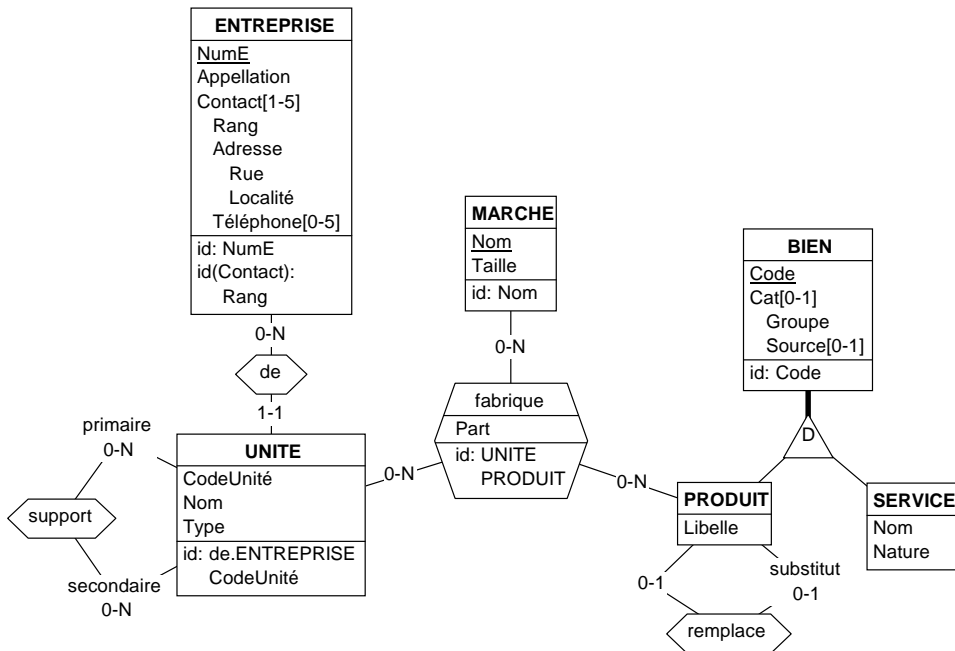 ENTREPRISE
NumE
Appellation
Contact[1-5]
Rang
Adresse
Rue
Localité
Téléphone[0-5]
id: NumE
id(Contact):
Rang
0-N
de
1-1
primaire
0-N
support
secondaire
0-N
UNITE
CodeUnité
Nom
Type
id: de.ENTREPRISE
CodeUnité
0-N
MARCHE
Nom
Taille
id: Nom
0-N
fabrique
Part
id: UNITE
PRODUIT
0-N
BIEN
Code
Cat[0-1]
Groupe
Source[0-1]
id: Code
D
PRODUIT
Libelle
SERVICE
Nom
Nature
0-1
substitut
0-1
remplace